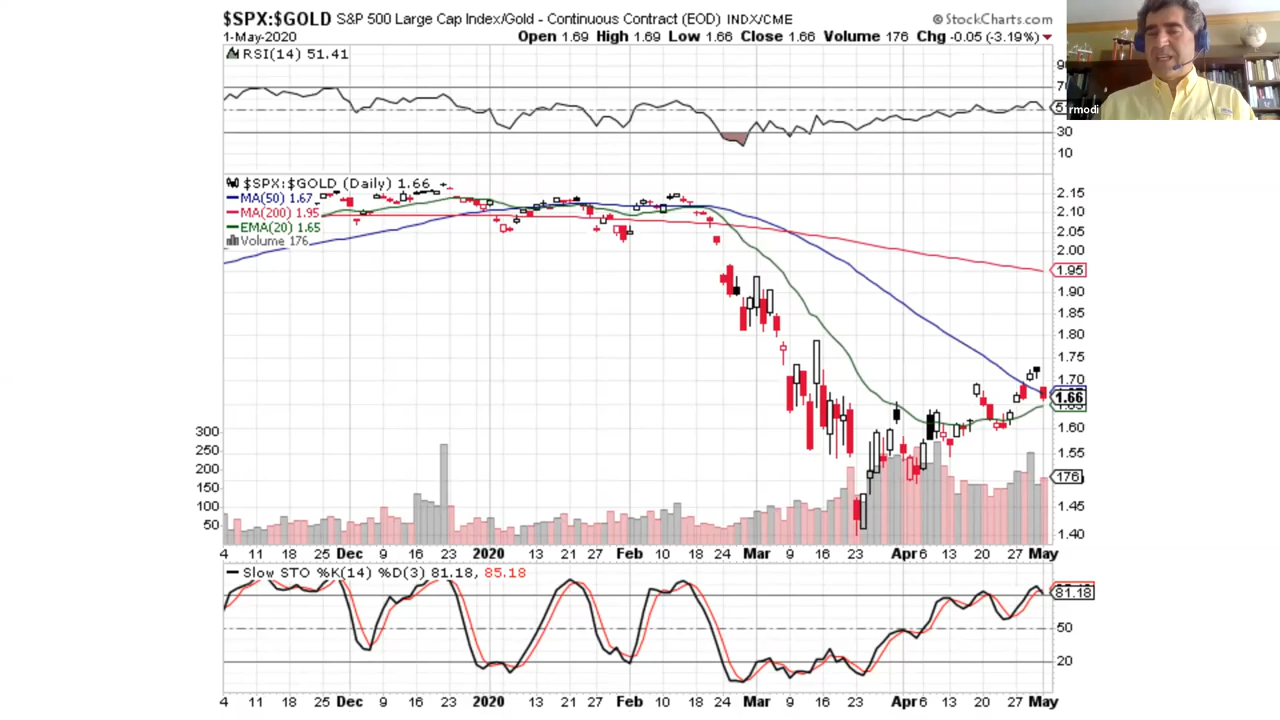 $SPX:$GOLD S&P 500 Large Cap Index/Gold - Continuous Contract (EOD) INDX/CME
© StockCharts.com
1-May-2020
Open 1.69 High 1.69 Low 1.66 Close 1.66 Volume 176 Chg -0.05 (-3.19%)
RSI(14) 51.41
rmodi
30
10
$SPX:$GOLD (Daily) 1.66
MA(50) 1.67
MA(200) 1.95
EMA(20) 1.65
Volume 176
2.15
2.10
2.05
2.00
1.95
1.90
1.85
1.80
1.75
1.70
1.66
1.60
1.55
176
1.45
1.40
300
250
200
150
100
50
4 11 18 25 Dec 9 16 23 2020 13 21 27 Feb 10 18 24 Mar 9 16 23 Apr 6 13 20 27 May
Slow STO %K(14) %D(3) 81.18, 85.18
81.18
50
20
4 11 18 25 Dec 9 16 23 2020 13 21 27 Feb 10 18 24 Mar 9 16 23 Apr 6 13 20 27 May